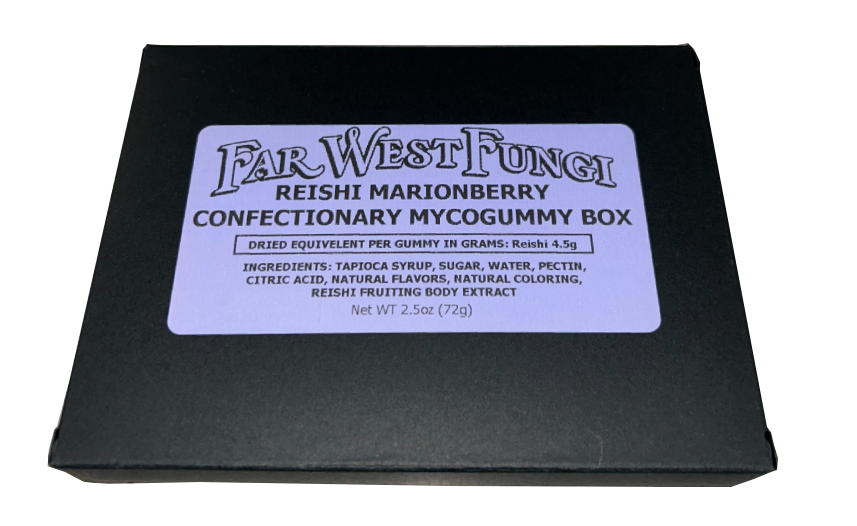 FAR WEST FUNGI
REISHI MARIONBERRY
CONFECTIONARY MYCOGUMMY BOX
DRIED EQUIVELENT PER GUMMY IN GRAMS: Reishi 4.5g
INGREDIENTS: TAPIOCA SYRUP, SUGAR, WATER, PECTIN,
CITRIC ACID, NATURAL FLAVORS, NATURAL COLORING,
REISHI FRUITING BODY EXTRACT
Net WT 2.5oz (72g)